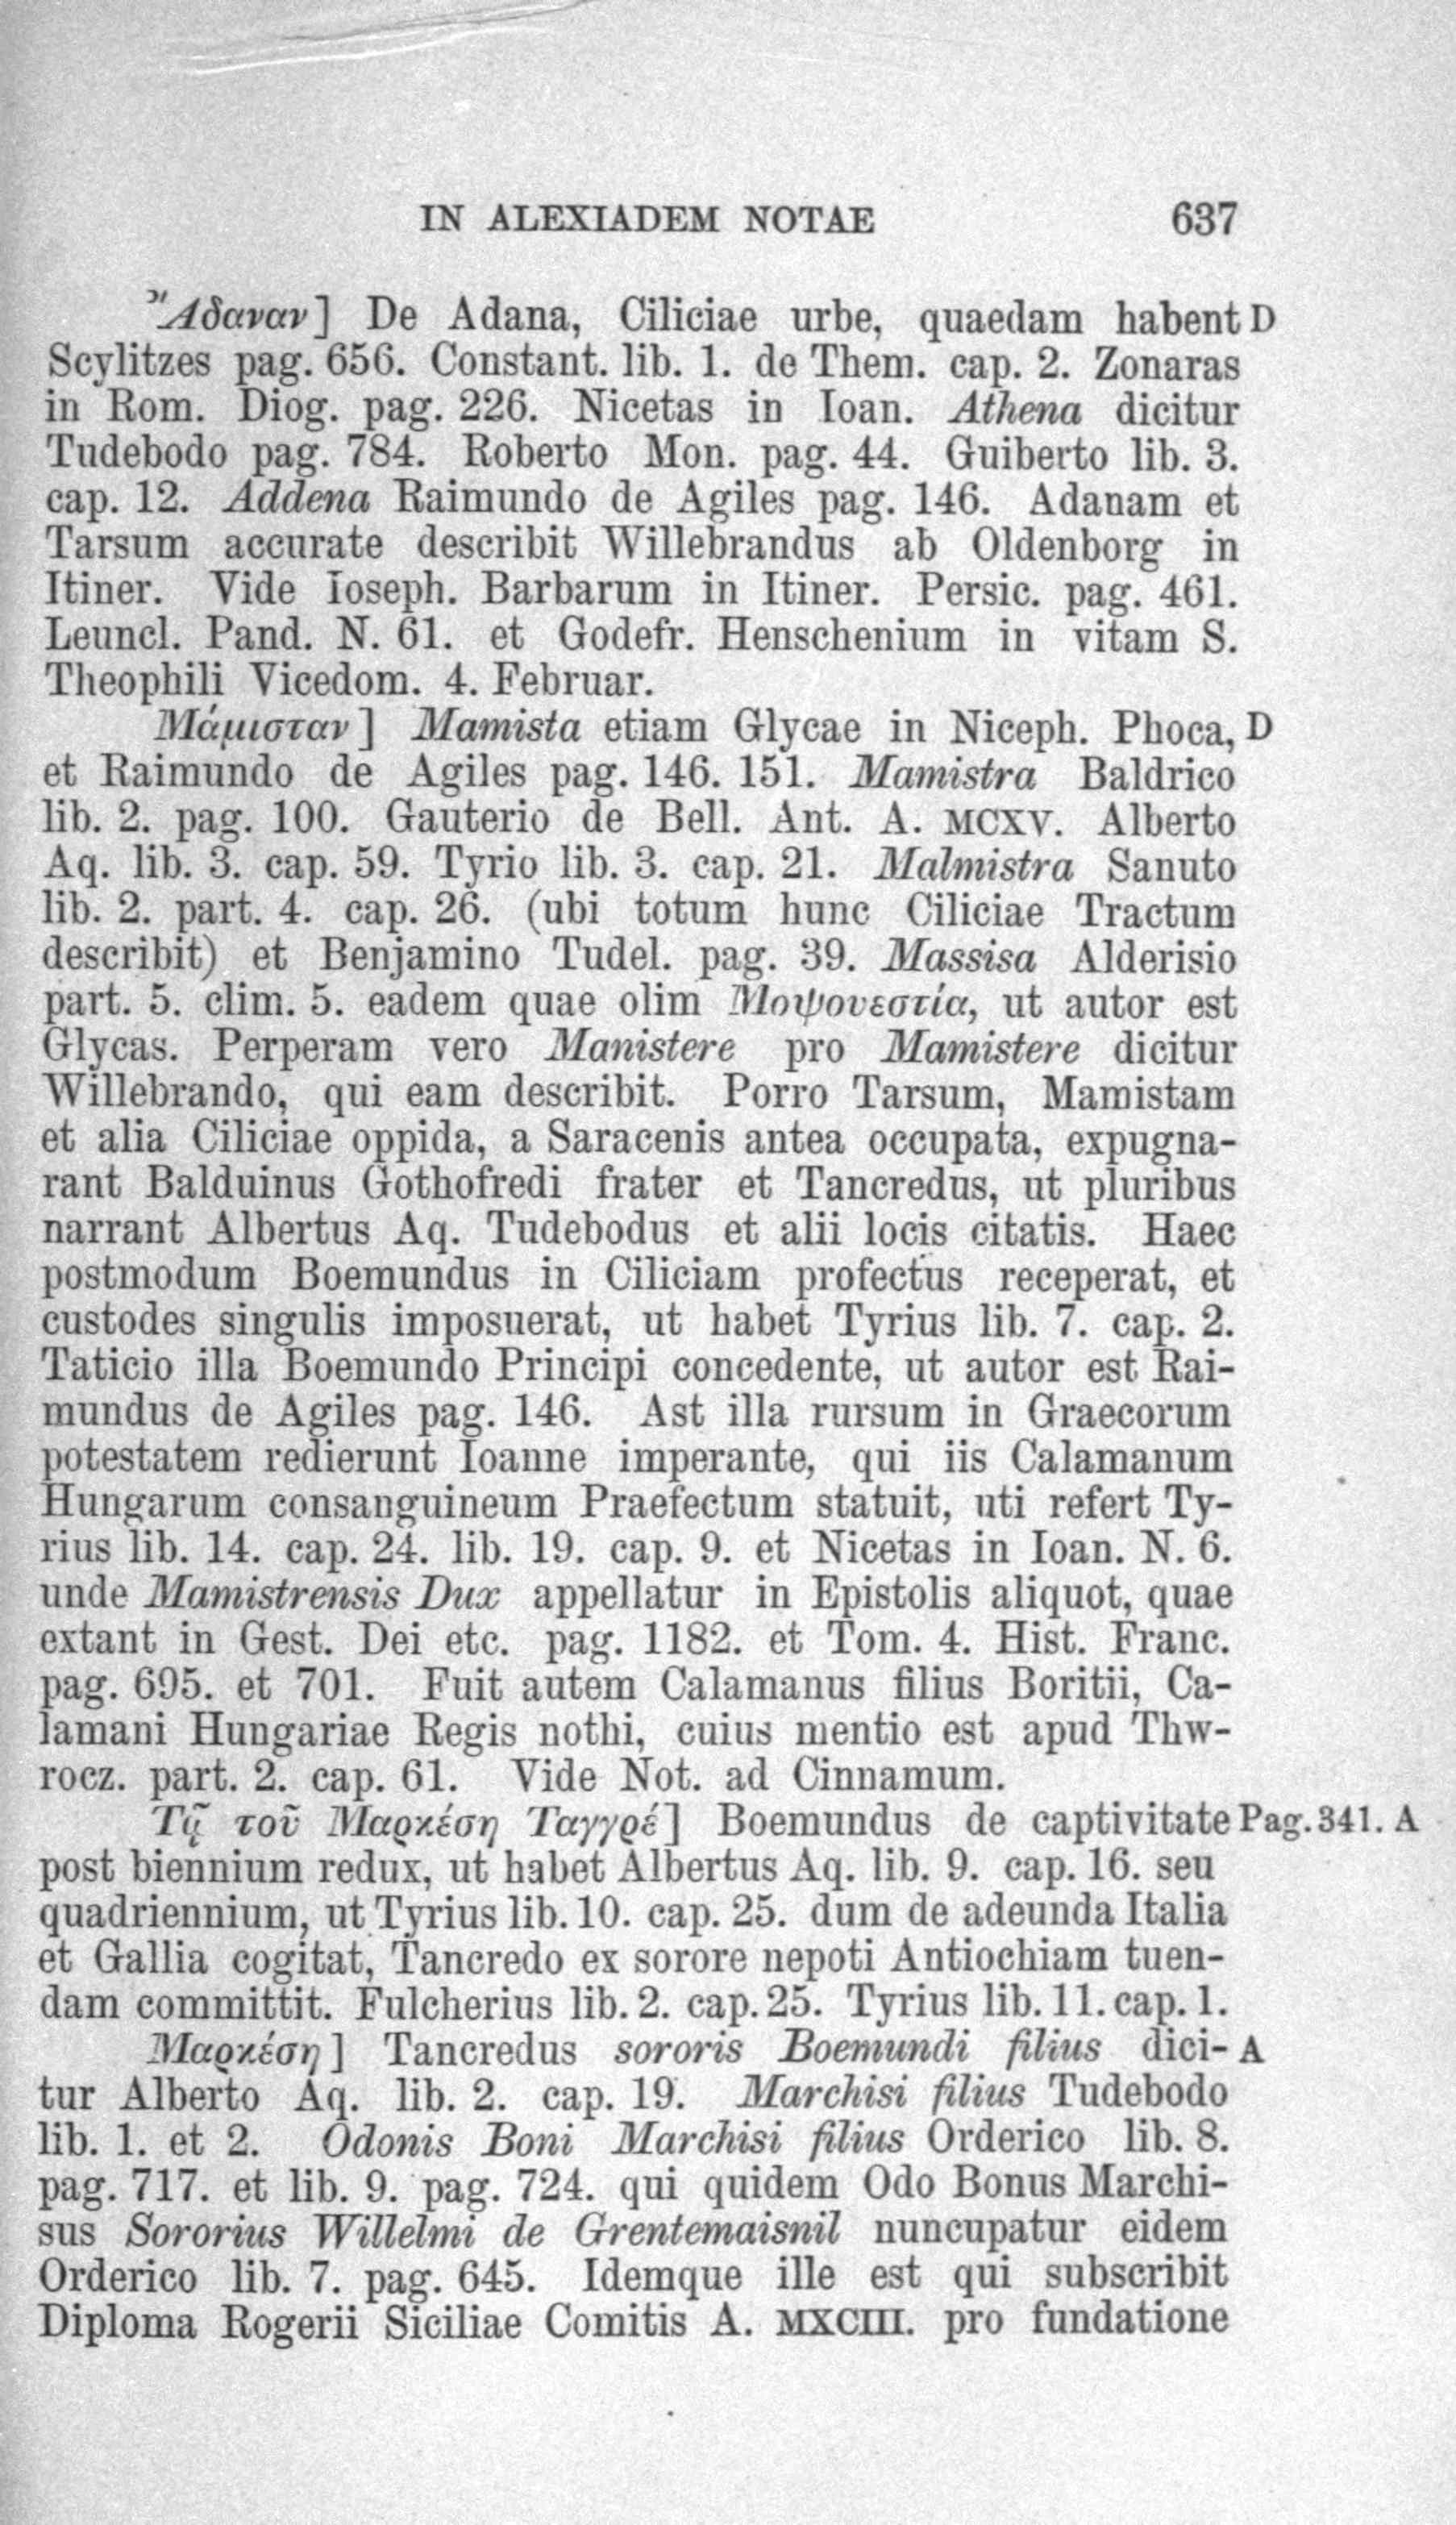 IN ALEXIADEM NOTAE 637
Ἄδαναν] De Adana, Ciliciae urbe, quaedam habent D
Scylitzes pag. 656. Constant. lib. 1. de Them. cap. 2. Zonaras
in Rom. Diog. pag. 226. Nicetas in Ioan. Athena dicitur
Tudebodo pag. 784. Roberto Mon. pag. 44. Guiberto lib. 3.
cap. 12. Addena Raimundo de Agiles pag. 146. Adanam et
Tarsum accurate describit Willebrandus ab Oldenborg in
Itiner. Vide Ioseph. Barbarum in Itiner. Persic. pag. 461.
Leuncl. Pand. N. 61. et Godefr. Henschenium in vitam S.
Theophili Vicedom. 4. Februar.
Μάμισταν] Mamista etiam Glycae in Niceph. Phoca, D
et Raimundo de Agiles pag. 146. 151. Mamistra Baldrico
lib. 2. pag. 100. Gauterio de Bell. Ant. A. MCXV. Alberto
Aq. lib. 3. cap. 59. Tyrio lib. 3. cap. 21. Malmistra Sanuto
lib. 2. part. 4. cap. 26. (ubi totum hunc Ciliciae Tractum
describit) et Benjamino Tudel. pag. 39. Massisa Alderisio
part. 5. clim. 5. eadem quae olim Μοψουεστία, ut autor est
Glycas. Perperam vero Manistere pro Mamistere dicitur
Willebrando, qui eam describit. Porro Tarsum, Mamistam
et alia Ciliciae oppida, a Saracenis antea occupata, expugna-
rant Balduinus Gothofredi frater et Tancredus, ut pluribus
narrant Albertus Aq. Tudebodus et alii locis citatis. Haec
postmodum Boemundus in Ciliciam profectus receperat, et
custodes singulis imposuerat, ut habet Tyrius lib. 7. cap. 2.
Taticio illa Boemundo Principi concedente, ut autor est Rai-
mundus de Agiles pag. 146. Ast illa rursum in Graecorum
potestatem redierunt Ioanne imperante, qui iis Calamanum
Hungarum consanguineum Praefectum statuit, uti refert Ty-
rius lib. 14. cap. 24. lib. 19. cap. 9. et Nicetas in Ioan. N. 6.
unde Mamistrensis Dux appellatur in Epistolis aliquot, quae
extant in Gest. Dei etc. pag. 1182. et Tom. 4. Hist. Franc.
pag. 695. et 701. Fuit autem Calamanus filius Boritii, Ca-
lamani Hungariae Regis nothi, cuius mentio est apud Thw-
rocz. part. 2. cap. 61. Vide Not. ad Cinnamum.
Τῷ τοῦ Μαρκέση Ταγγρέ] Boemundus de captivitate Pag. 341. A
post biennium redux, ut habet Albertus Aq. lib. 9. cap. 16. seu
quadriennium, ut Tyrius lib. 10. cap. 25. dum de adeunda Italia
et Gallia cogitat, Tancredo ex sorore nepoti Antiochiam tuen-
dam committit. Fulcherius lib. 2. cap. 25. Tyrius lib. 11. cap. 1.
Μαρκέση] Tancredus sororis Boemundi filius dici- A
tur Alberto Aq. lib. 2. cap. 19. Marchisi filius Tudebodo
lib. 1. et 2. Odonis Boni Marchisi filius Orderico lib. 8.
pag. 717. et lib. 9. pag. 724. qui quidem Odo Bonus Marchi-
sus Sororius Willelmi de Grentemaisnil nuncupatur eidem
Orderico lib. 7. pag. 645. Idemque ille est qui subscribit
Diploma Rogerii Siciliae Comitis A. MXCIII. pro fundatione